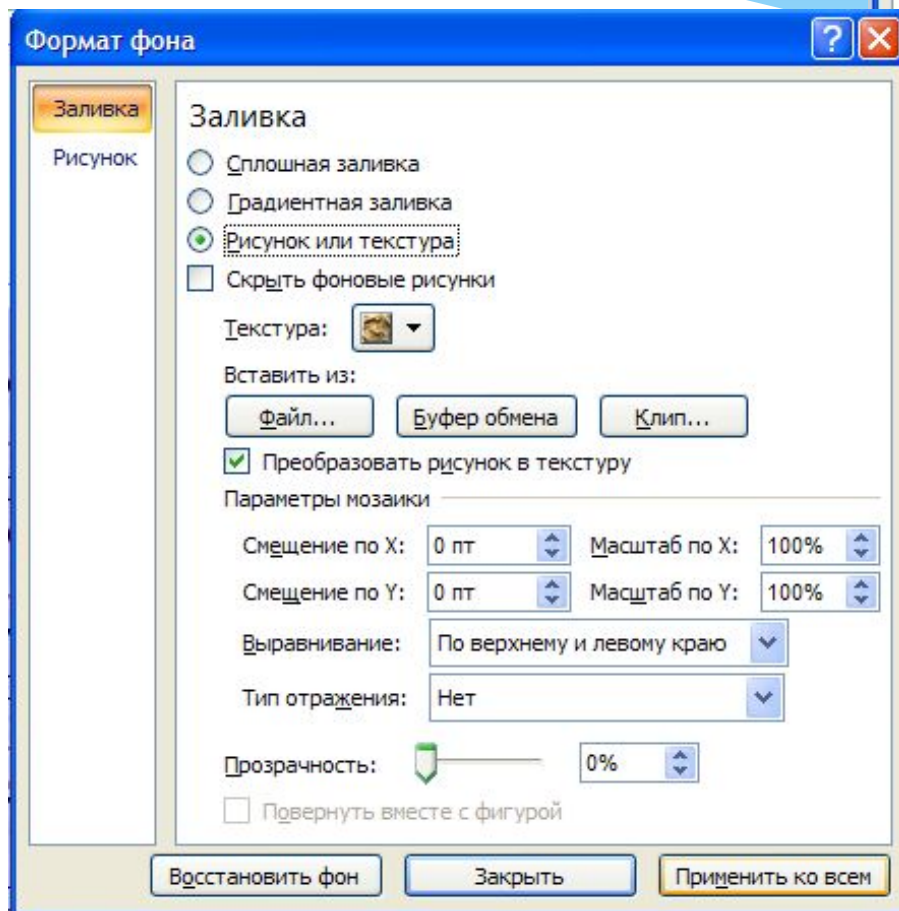 Формат фона
Заливка
Рисунок
Заливка
Сплошная заливка
Градиентная заливка
Рисунок или текстура
Скрыть фоновые рисунки
Текстура:
Вставить из:
Файл... Буфер обмена Клип...
Преобразовать рисунок в текстуру
Параметры мозаики
Смещение по X: 0 пт Масштаб по X: 100%
Смещение по Y: 0 пт Масштаб по Y: 100%
Выравнивание: По верхнему и левому краю
Тип отражения: Нет
Прозрачность: 0%
Повернуть вместе с фигурой
Восстановить фон Закрыть Применить ко всем